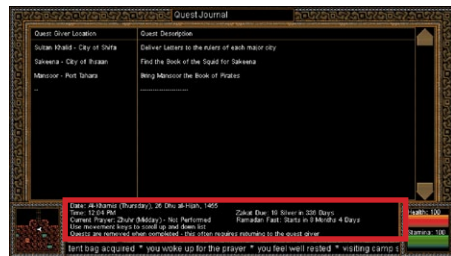 Quest Journal
Quest Giver Location Quest Description
Sultan Khalid - City of Shifa Deliver Letters to the rulers of each major city
Sakeena - City of Ihsaan Find the Book of the Squid for Sakeena
Mansoor - Port Tahara Bring Mansoor the Book of Pirates
-- --------------------
Date: Al-Khamis (Thursday), 26 Dhu al-Hijah, 1465
Time: 12:04 PM Zakat Due: 10 Silver in 336 Days
Current Prayer: Zhuhr (Midday) - Not Performed Ramadan Fast: Starts in 8 Months 4 Days
Use movement keys to scroll up and down list
Quests are removed when completed - this often requires returning to the quest giver
Health: 100
Stamina: 100
tent bag acquired * you woke up for the prayer * you feel well rested * visiting camp s